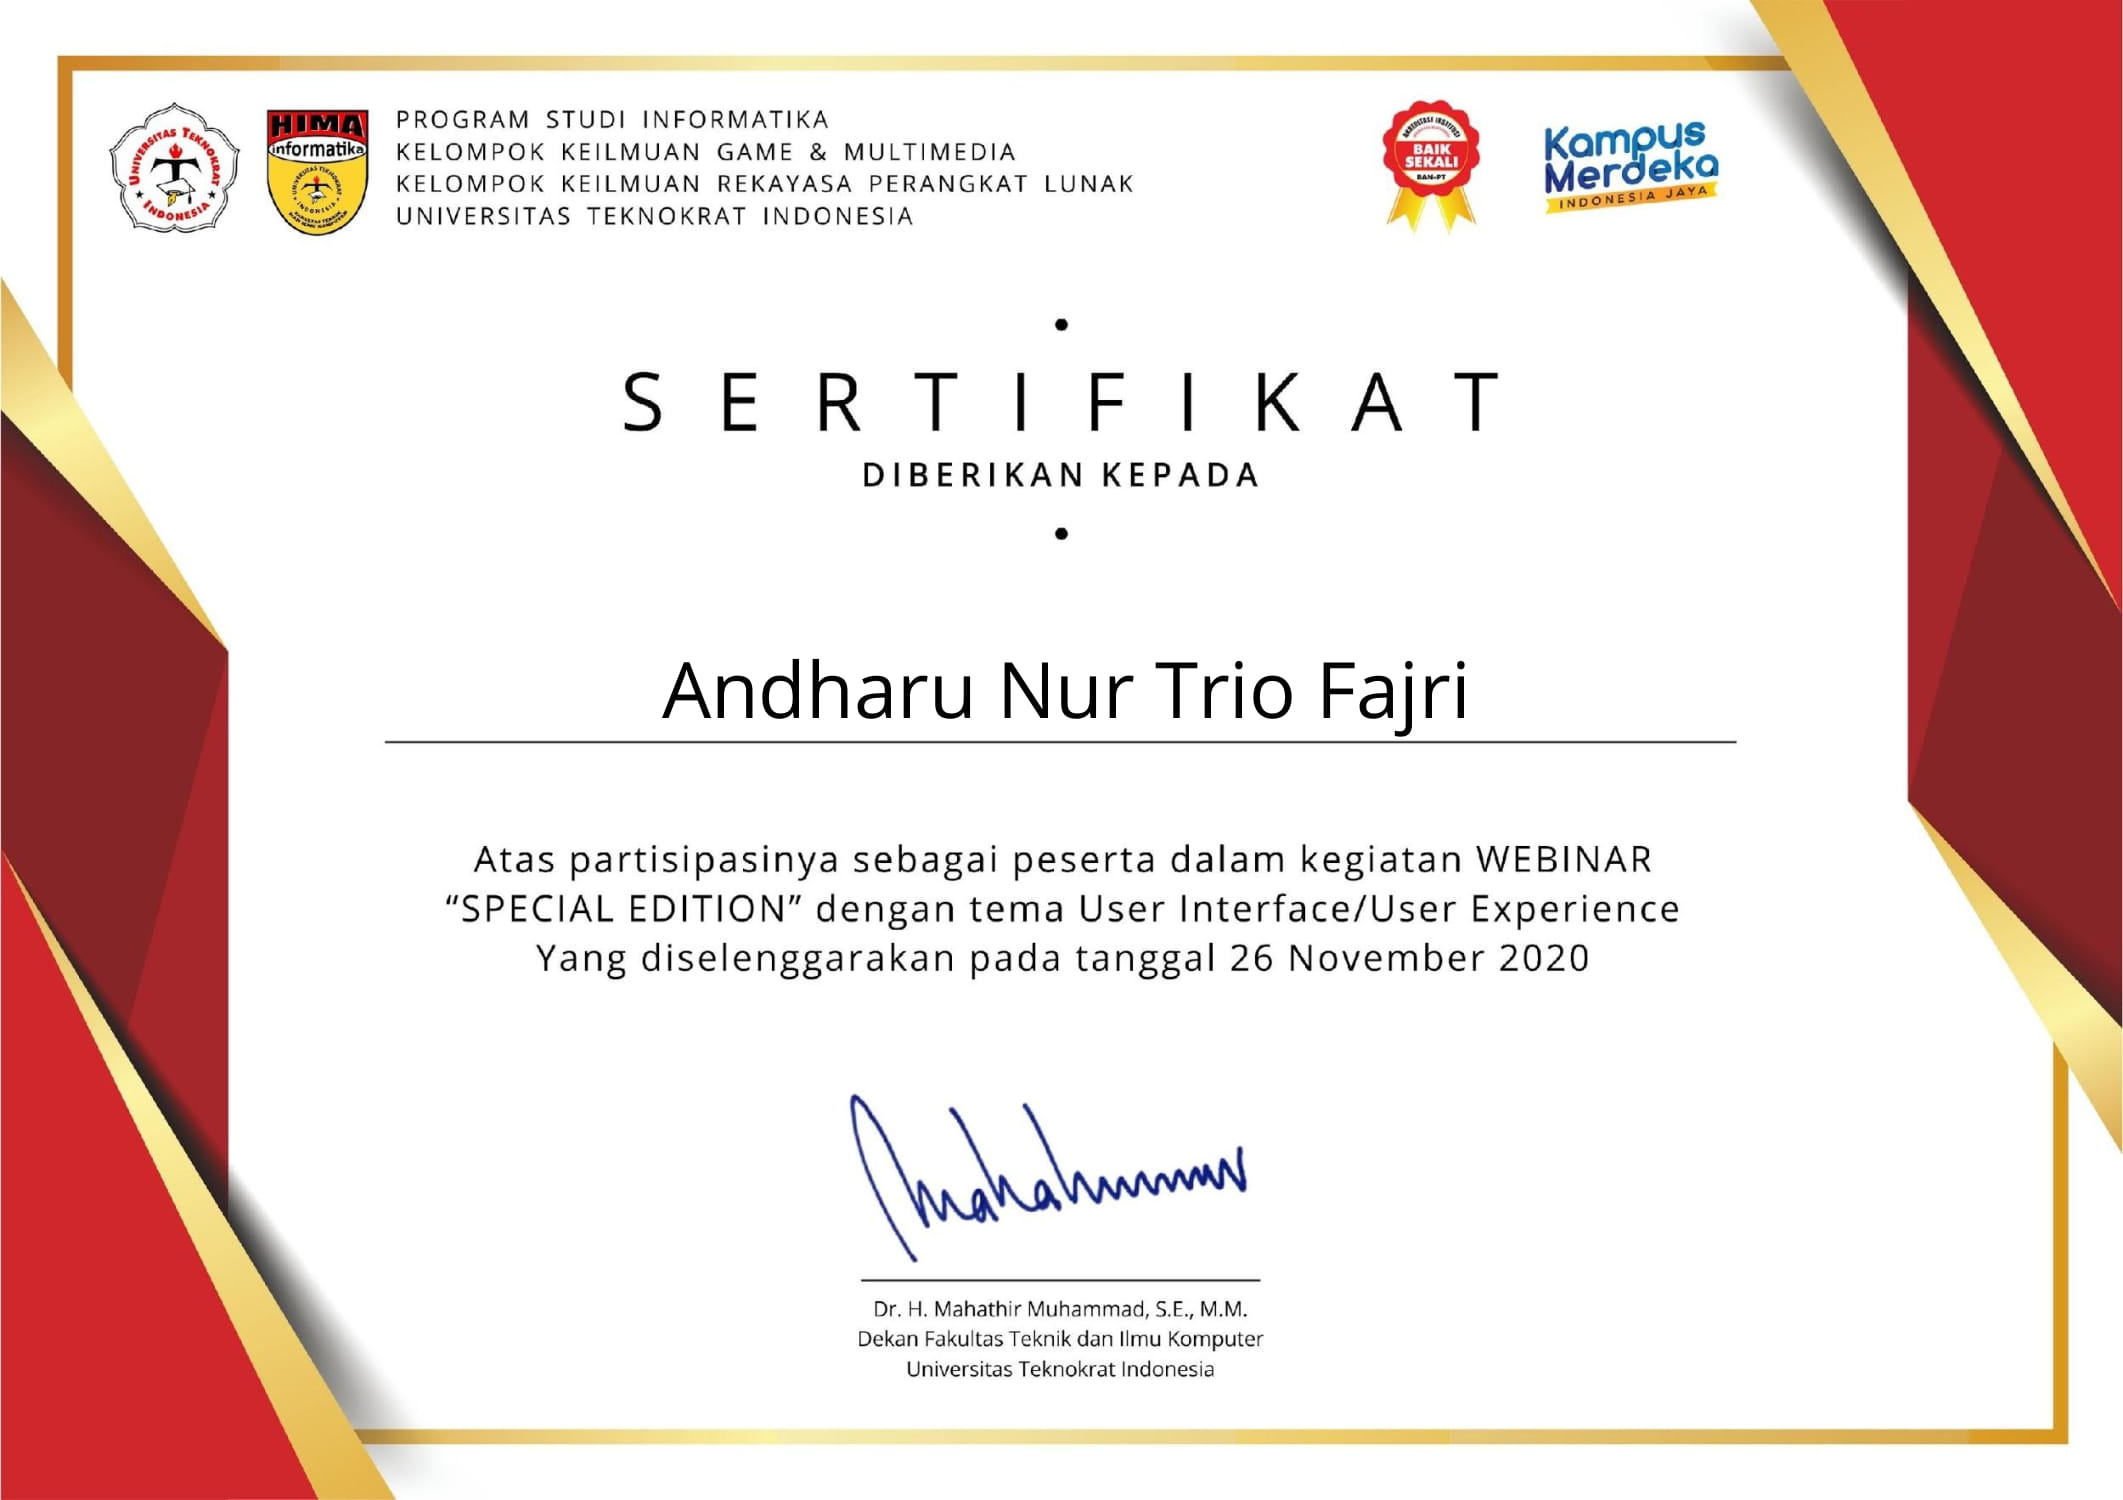 UNIVERSITAS TEKNOKRAT
INDONESIA
HIMA
informatika
PROGRAM STUDI INFORMATIKA
KELOMPOK KEILMUAN GAME & MULTIMEDIA
KELOMPOK KEILMUAN REKAYASA PERANGKAT LUNAK
UNIVERSITAS TEKNOKRAT INDONESIA
AKREDITASI INSTITUSI
BAIK
SEKALI
BAN-PT
Kampus
Merdeka
INDONESIA JAYA
SERTIFIKAT
DIBERIKAN KEPADA
Andharu Nur Trio Fajri
Atas partisipasinya sebagai peserta dalam kegiatan WEBINAR
“SPECIAL EDITION” dengan tema User Interface/User Experience
Yang diselenggarakan pada tanggal 26 November 2020
Dr. H. Mahathir Muhammad, S.E., M.M.
Dekan Fakultas Teknik dan Ilmu Komputer
Universitas Teknokrat Indonesia